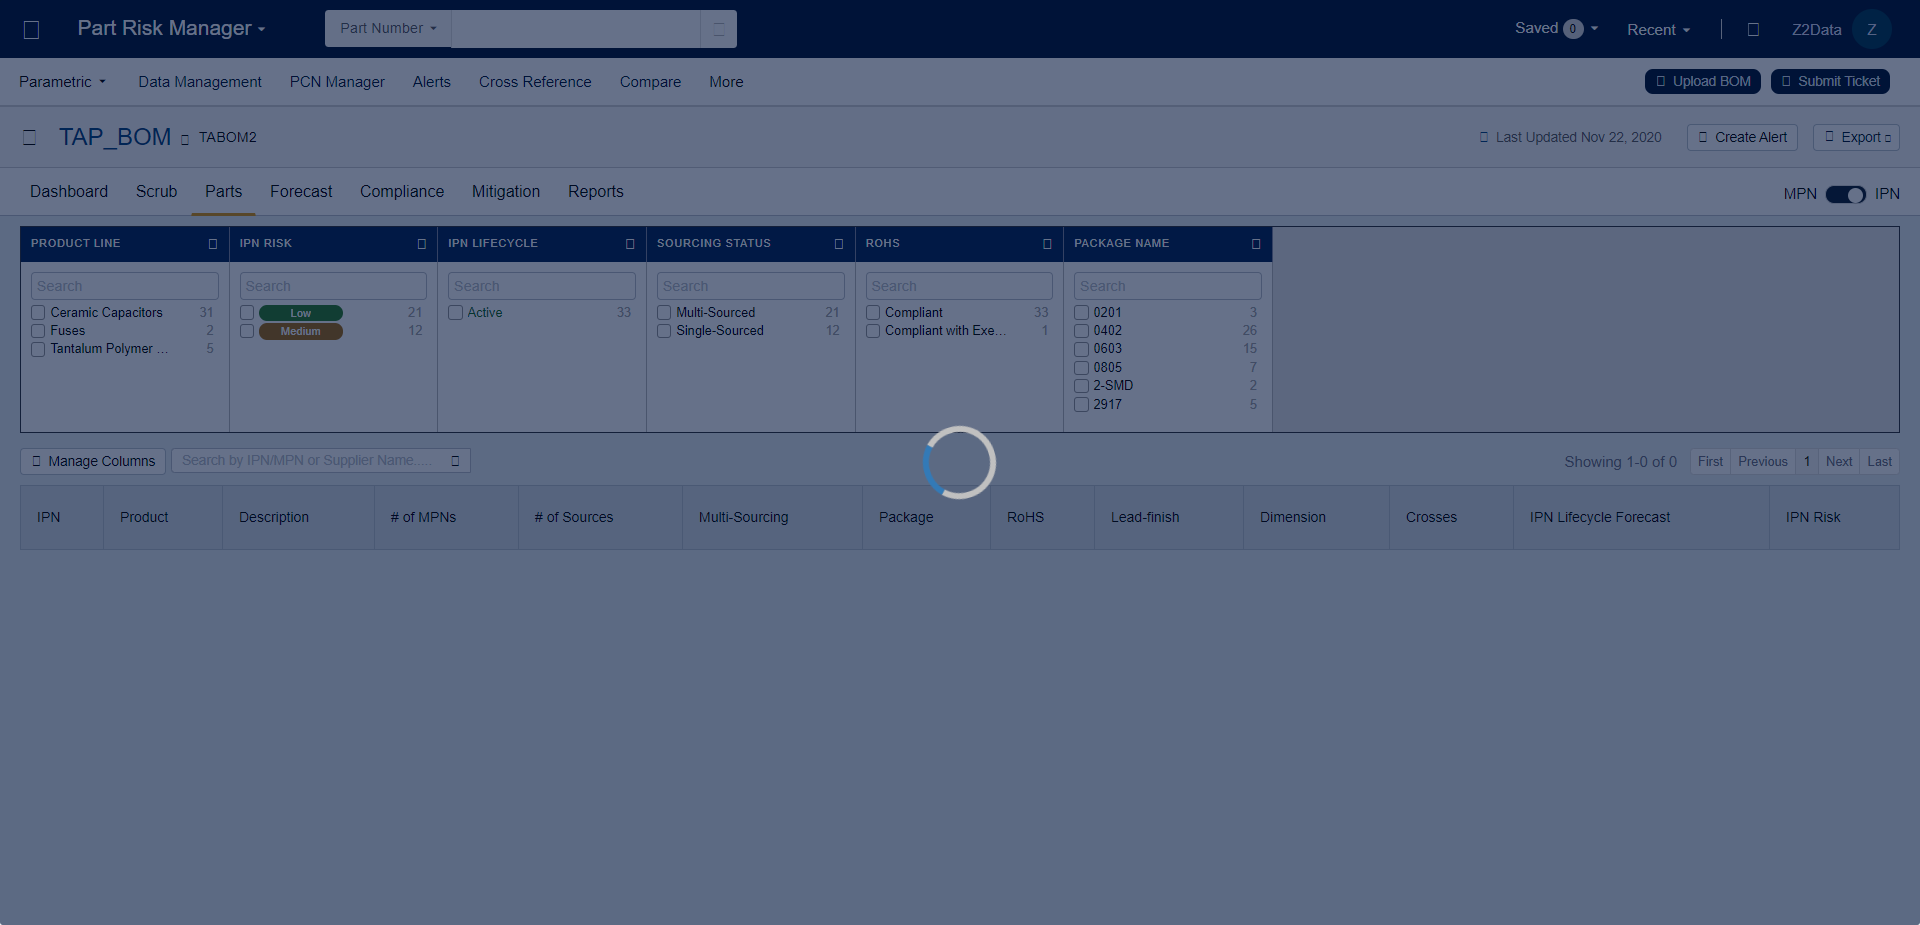 Part Risk Manager
Part Number
Saved 0
Recent
Z2Data
Z
Parametric
Data Management
PCN Manager
Alerts
Cross Reference
Compare
More
Upload BOM
Submit Ticket
TAP_BOM
TABOM2
Last Updated Nov 22, 2020
Create Alert
Export
Dashboard
Scrub
Parts
Forecast
Compliance
Mitigation
Reports
MPN
IPN
PRODUCT LINE
Search
Ceramic Capacitors 31
Fuses 2
Tantalum Polymer ... 5
IPN RISK
Search
Low 21
Medium 12
IPN LIFECYCLE
Search
Active 33
SOURCING STATUS
Search
Multi-Sourced 21
Single-Sourced 12
ROHS
Search
Compliant 33
Compliant with Exe... 1
PACKAGE NAME
Search
0201 3
0402 26
0603 15
0805 7
2-SMD 2
2917 5
Manage Columns
Search by IPN/MPN or Supplier Name.....
Showing 1-0 of 0
First
Previous
1
Next
Last
IPN
Product
Description
# of MPNs
# of Sources
Multi-Sourcing
Package
RoHS
Lead-finish
Dimension
Crosses
IPN Lifecycle Forecast
IPN Risk